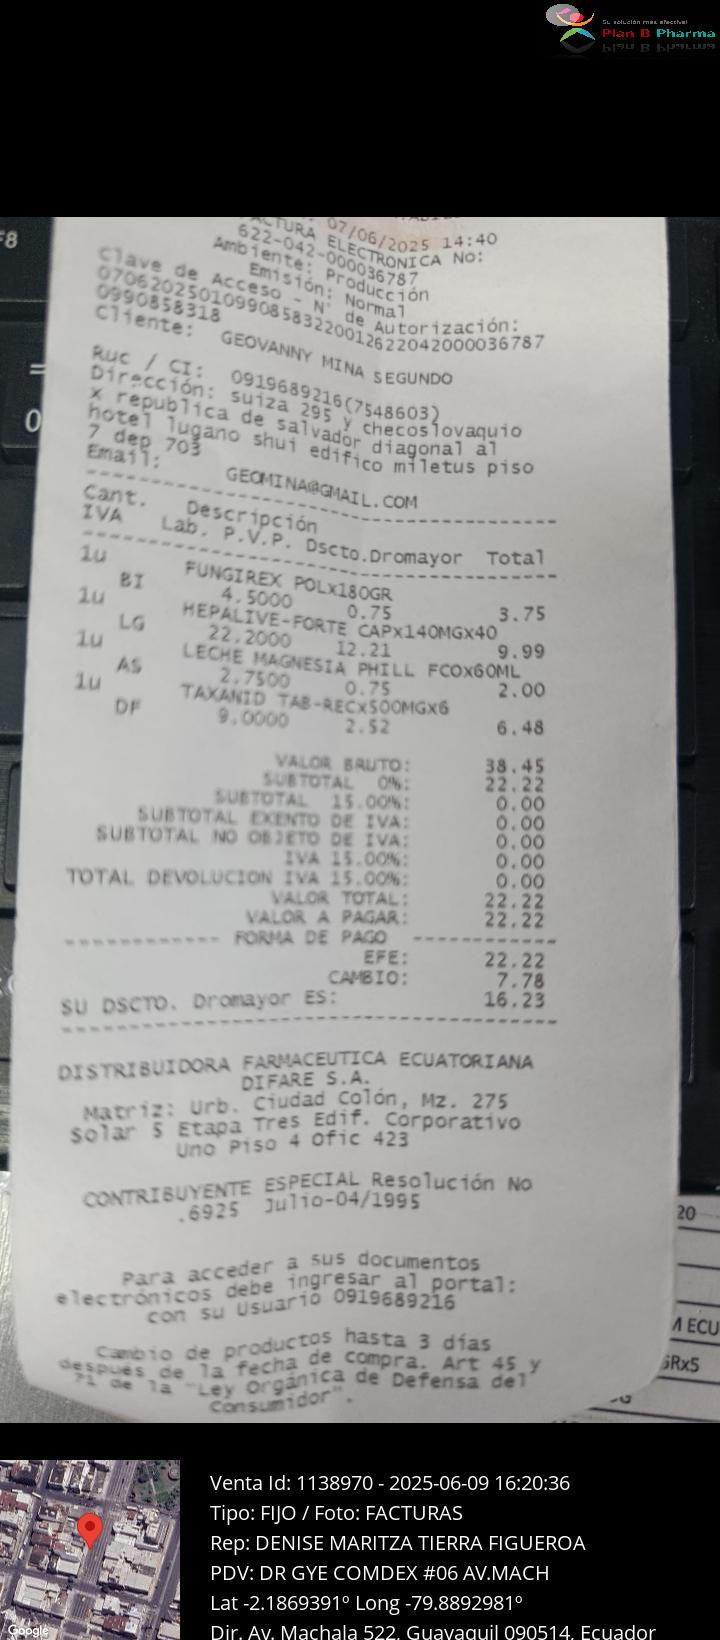 Su solución más efectiva!
Plan B Pharma
07/06/2025 14:40
FACTURA ELECTRONICA No:
622-042-000036787
Ambiente: Producción
Emisión: Normal
Clave de Acceso - N° de Autorización:
070620250109908583220012622042000036787
0990858318
Cliente: GEOVANNY MINA SEGUNDO
Ruc / CI: 0919689216(7548603)
Dirección: suiza 295 y checoslovaquio
x republica de salvador diagonal al
hotel lugano shui edifico miletus piso
7 dep 703
Email: GEOMINA@GMAIL.COM
Cant. Descripción
IVA Lab. P.V.P. Dscto.Dromayor Total
1u FUNGIREX POLx180GR
BI 4.5000 0.75 3.75
1u HEPALIVE-FORTE CAPx140MGx40
LG 22.2000 12.21 9.99
1u LECHE MAGNESIA PHILL FCOx60ML
AS 2.7500 0.75 2.00
1u TAXANID TAB-RECx500MGx6
DF 9.0000 2.52 6.48
VALOR BRUTO: 38.45
SUBTOTAL 0%: 22.22
SUBTOTAL 15.00%: 0.00
SUBTOTAL EXENTO DE IVA: 0.00
SUBTOTAL NO OBJETO DE IVA: 0.00
IVA 15.00%: 0.00
TOTAL DEVOLUCION IVA 15.00%: 0.00
VALOR TOTAL: 22.22
VALOR A PAGAR: 22.22
------------ FORMA DE PAGO ------------
EFE: 22.22
CAMBIO: 7.78
SU DSCTO. Dromayor ES: 16.23
DISTRIBUIDORA FARMACEUTICA ECUATORIANA
DIFARE S.A.
Matriz: Urb. Ciudad Colón, Mz. 275
Solar 5 Etapa Tres Edif. Corporativo
Uno Piso 4 Ofic 423
CONTRIBUYENTE ESPECIAL Resolución No
.6925 Julio-04/1995
Para acceder a sus documentos
electrónicos debe ingresar al portal:
con su Usuario 0919689216
Cambio de productos hasta 3 días
después de la fecha de compra. Art 45 y
71 de la "Ley Orgánica de Defensa del
Consumidor".
F8
=
0
20
M ECU
GRx5
Google
Venta Id: 1138970 - 2025-06-09 16:20:36
Tipo: FIJO / Foto: FACTURAS
Rep: DENISE MARITZA TIERRA FIGUEROA
PDV: DR GYE COMDEX #06 AV.MACH
Lat -2.1869391º Long -79.8892981º
Dir. Av. Machala 522, Guayaquil 090514, Ecuador